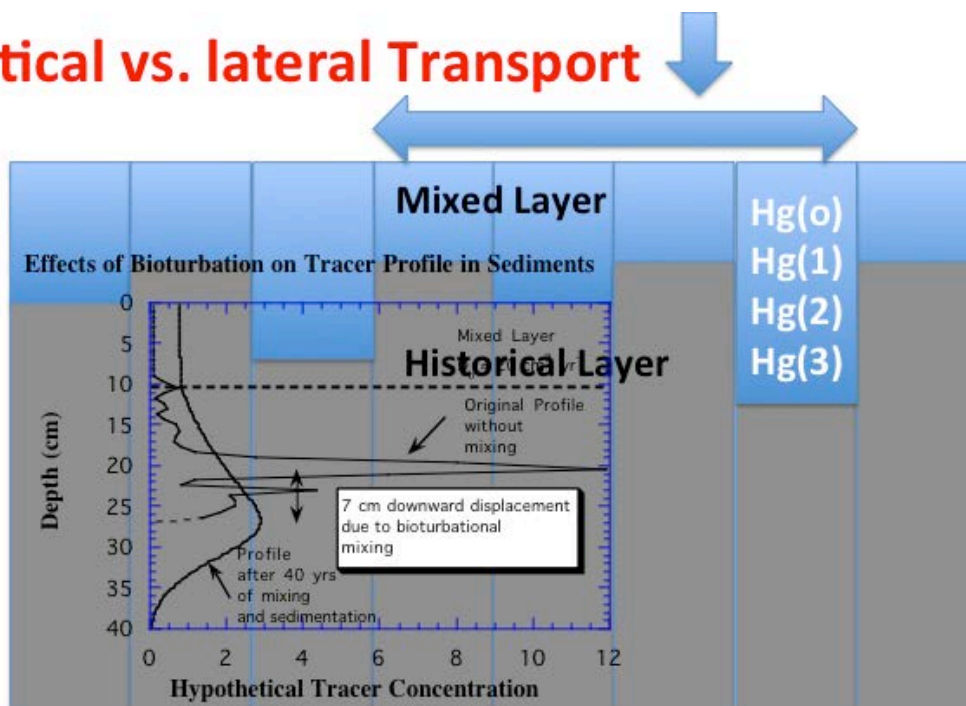 tical vs. lateral Transport
Mixed Layer
Hg(o)
Hg(1)
Hg(2)
Hg(3)
Effects of Bioturbation on Tracer Profile in Sediments
Mixed Layer
yr
Historical Layer
Original Profile
without
mixing
7 cm downward displacement
due to bioturbational
mixing
Profile
after 40 yrs
of mixing
and sedimentation
Depth (cm)
0
5
10
15
20
25
30
35
40
0 2 4 6 8 10 12
Hypothetical Tracer Concentration